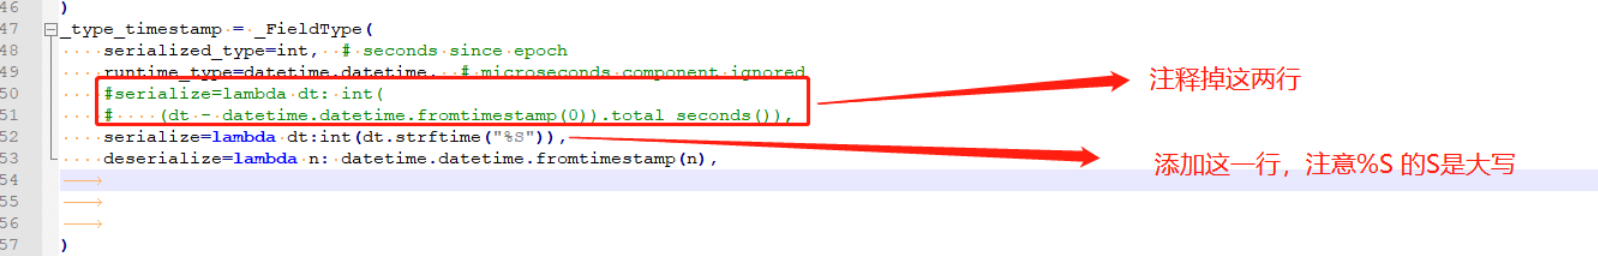 46 )
47 _type_timestamp = _FieldType(
48 serialized_type=int, # seconds since epoch
49 runtime_type=datetime.datetime, # microseconds component ignored
50 #serialize=lambda dt: int(
51 # (dt - datetime.datetime.fromtimestamp(0)).total_seconds()),
52 serialize=lambda dt:int(dt.strftime("%S")),
53 deserialize=lambda n: datetime.datetime.fromtimestamp(n),
54
55
56
57 )
注释掉这两行
添加这一行，注意%S 的S是大写